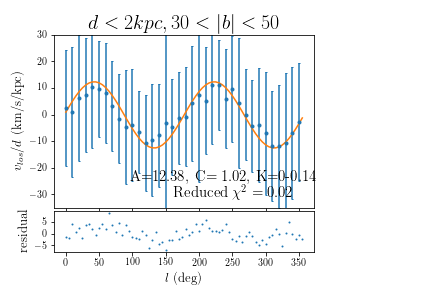 d < 2kpc, 30 < |b| < 50
30
20
10
0
−10
−20
−30
v_los/d (km/s/kpc)
A=12.38, C= 1.02, K=0-0.14
Reduced χ² = 0.02
5
0
−5
residual
0 50 100 150 200 250 300 350
l (deg)